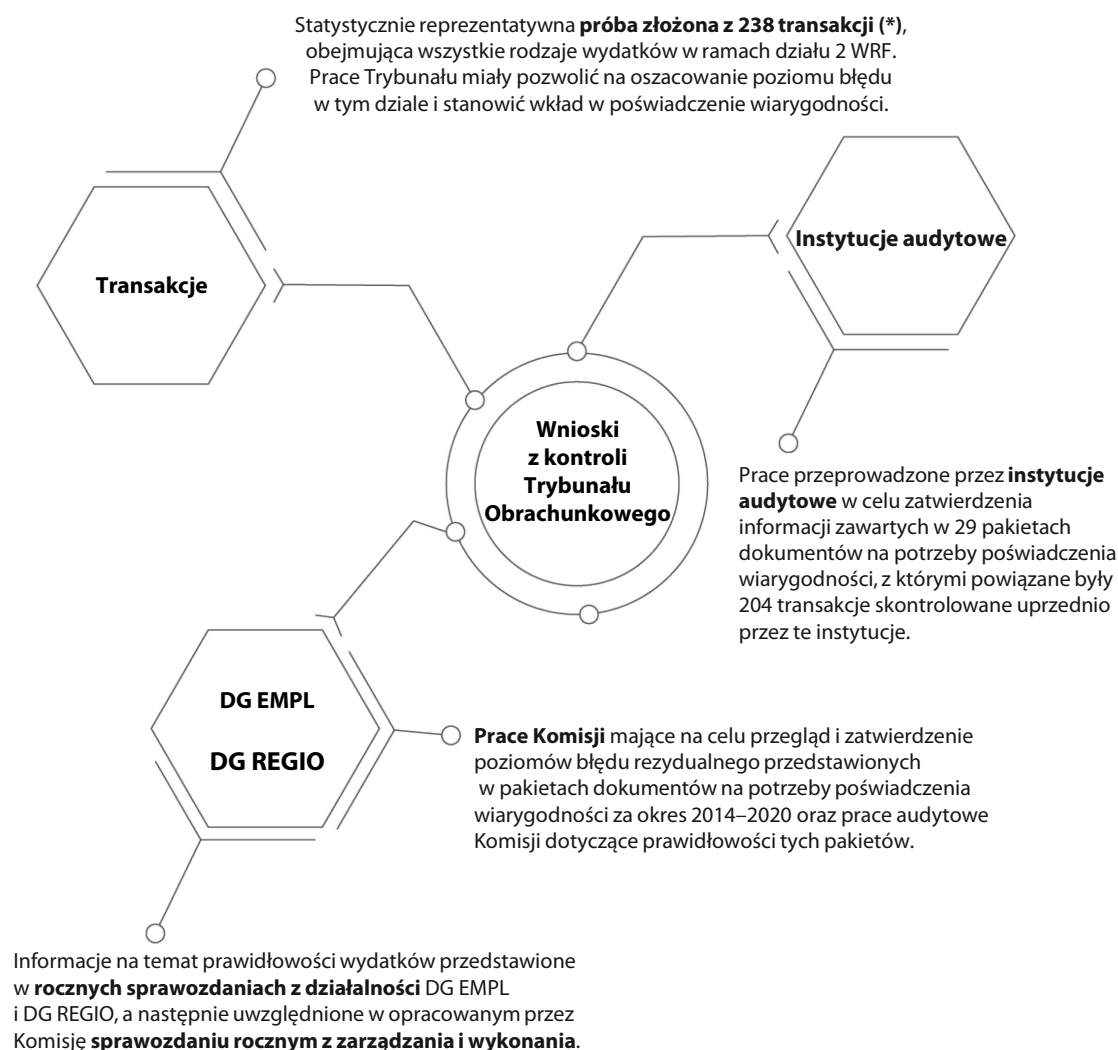 Statystycznie reprezentatywna próba złożona z 238 transakcji (*),
obejmująca wszystkie rodzaje wydatków w ramach działu 2 WRF.
Prace Trybunału miały pozwolić na oszacowanie poziomu błędu
w tym dziale i stanowić wkład w poświadczenie wiarygodności.
Transakcje
Instytucje audytowe
Wnioski
z kontroli
Trybunału
Obrachunkowego
Prace przeprowadzone przez instytucje
audytowe w celu zatwierdzenia
informacji zawartych w 29 pakietach
dokumentów na potrzeby poświadczenia
wiarygodności, z którymi powiązane były
204 transakcje skontrolowane uprzednio
przez te instytucje.
DG EMPL
DG REGIO
Prace Komisji mające na celu przegląd i zatwierdzenie
poziomów błędu rezydualnego przedstawionych
w pakietach dokumentów na potrzeby poświadczenia
wiarygodności za okres 2014–2020 oraz prace audytowe
Komisji dotyczące prawidłowości tych pakietów.
Informacje na temat prawidłowości wydatków przedstawione
w rocznych sprawozdaniach z działalności DG EMPL
i DG REGIO, a następnie uwzględnione w opracowanym przez
Komisję sprawozdaniu rocznym z zarządzania i wykonania.